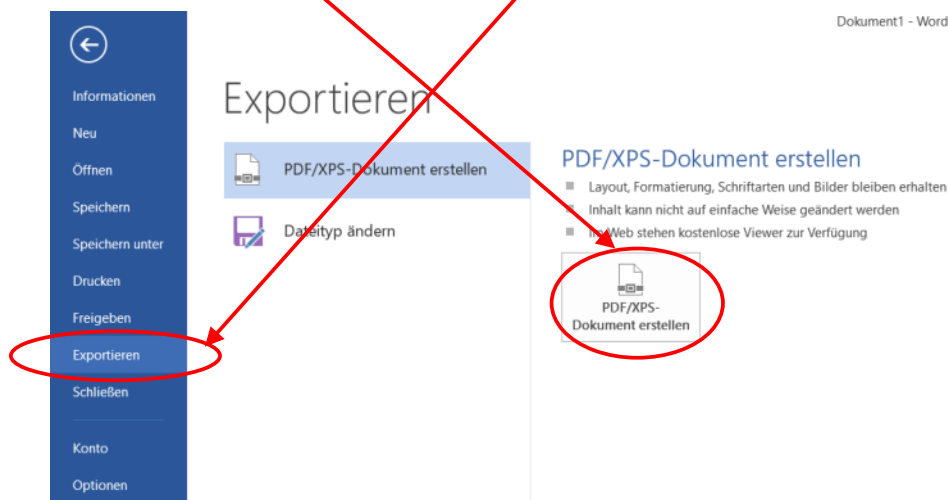 Dokument1 - Word
Informationen
Neu
Öffnen
Speichern
Speichern unter
Drucken
Freigeben
Exportieren
Schließen
Konto
Optionen
Exportieren
PDF/XPS-Dokument erstellen
Dateityp ändern
PDF/XPS-Dokument erstellen
Layout, Formatierung, Schriftarten und Bilder bleiben erhalten
Inhalt kann nicht auf einfache Weise geändert werden
Im Web stehen kostenlose Viewer zur Verfügung
PDF/XPS-
Dokument erstellen